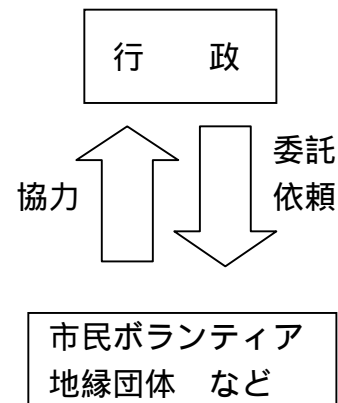 行　政
委託
依頼
協力
市民ボランティア
地縁団体　など